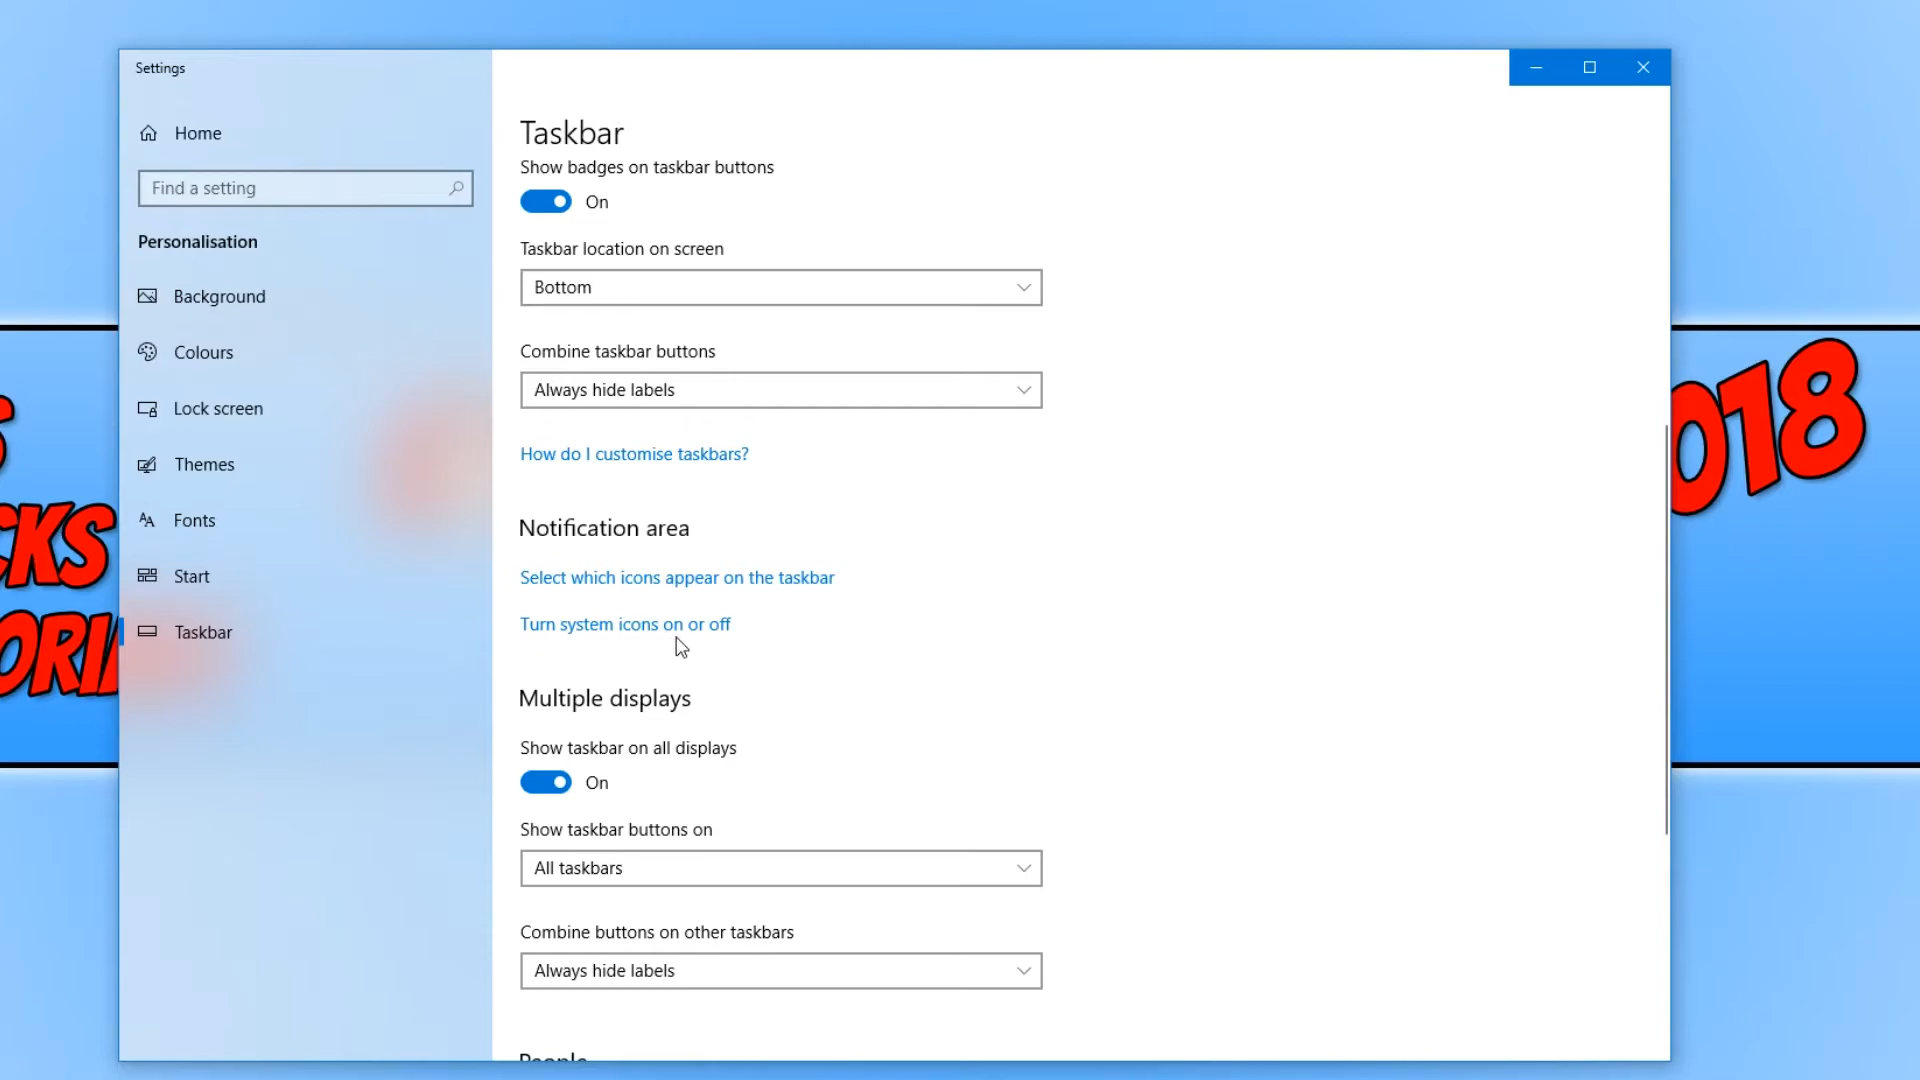 Settings
Home
Find a setting
Personalisation
Background
Colours
Lock screen
Themes
Fonts
Start
Taskbar
Taskbar
Show badges on taskbar buttons
On
Taskbar location on screen
Bottom
Combine taskbar buttons
Always hide labels
How do I customise taskbars?
Notification area
Select which icons appear on the taskbar
Turn system icons on or off
Multiple displays
Show taskbar on all displays
On
Show taskbar buttons on
All taskbars
Combine buttons on other taskbars
Always hide labels
People
018